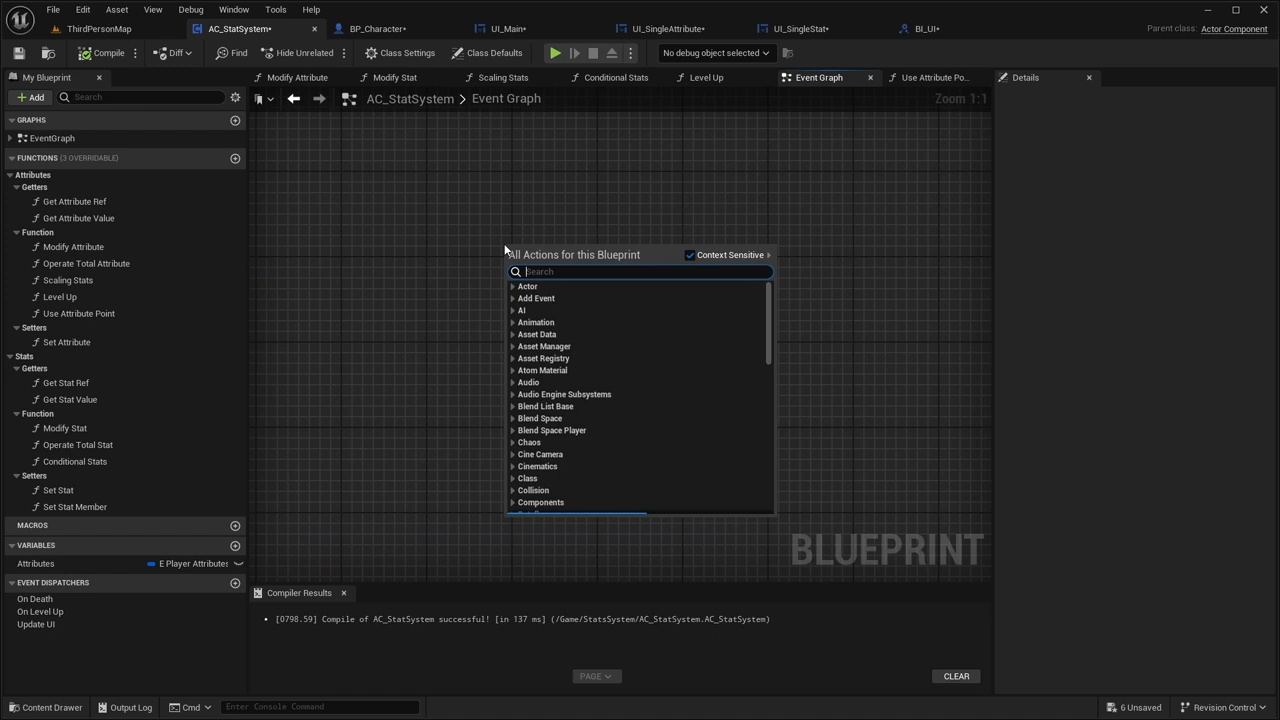 File Edit Asset View Debug Window Tools Help
ThirdPersonMap AC_StatSystem* BP_Character* UI_Main* UI_SingleAttribute* UI_SingleStat* BI_UI* Parent class: Actor Component
Compile Diff Find Hide Unrelated Class Settings Class Defaults No debug object selected
My Blueprint Modify Attribute Modify Stat Scaling Stats Conditional Stats Level Up Event Graph Use Attribute Po... Details
Add Search AC_StatSystem > Event Graph Zoom 1:1
GRAPHS
EventGraph
FUNCTIONS (3 OVERRIDABLE)
Attributes
Getters
Get Attribute Ref
Get Attribute Value
Function
Modify Attribute
Operate Total Attribute
Scaling Stats
Level Up
Use Attribute Point
Setters
Set Attribute
Stats
Getters
Get Stat Ref
Get Stat Value
Function
Modify Stat
Operate Total Stat
Conditional Stats
Setters
Set Stat
Set Stat Member
MACROS
VARIABLES
Attributes E Player Attributes
EVENT DISPATCHERS
On Death
On Level Up
Update UI
All Actions for this Blueprint Context Sensitive
Search
Actor
Add Event
AI
Animation
Asset Data
Asset Manager
Asset Registry
Atom Material
Audio
Audio Engine Subsystems
Blend List Base
Blend Space
Blend Space Player
Chaos
Cine Camera
Cinematics
Class
Collision
Components
BLUEPRINT
Compiler Results
[0798.59] Compile of AC_StatSystem successful! [in 137 ms] (/Game/StatsSystem/AC_StatSystem.AC_StatSystem)
PAGE CLEAR
Content Drawer Output Log Cmd Enter Console Command 6 Unsaved Revision Control